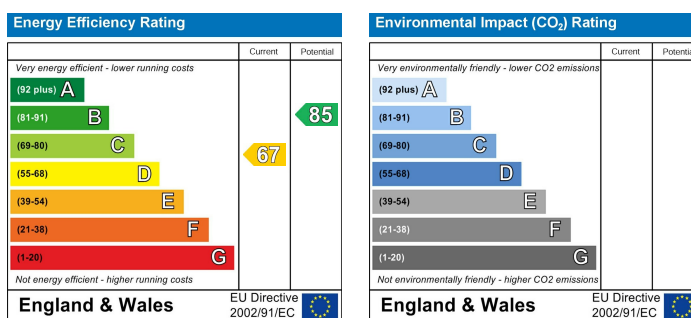 Energy Efficiency Rating
Current Potential
Very energy efficient - lower running costs
(92 plus) A
(81-91) B
(69-80) C
(55-68) D
(39-54) E
(21-38) F
(1-20) G
67
85
Not energy efficient - higher running costs
England & Wales
EU Directive
2002/91/EC
Environmental Impact (CO₂) Rating
Current Potentia
Very environmentally friendly - lower CO2 emissions
(92 plus) A
(81-91) B
(69-80) C
(55-68) D
(39-54) E
(21-38) F
(1-20) G
Not environmentally friendly - higher CO2 emissions
England & Wales
EU Directive
2002/91/EC